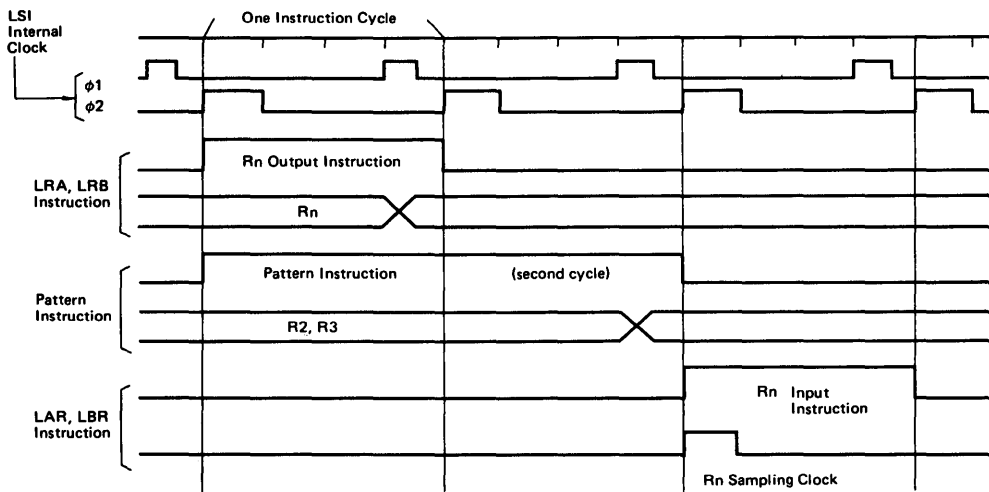 LSI
Internal
Clock
One Instruction Cycle
ϕ1
ϕ2
LRA, LRB
Instruction
Rn Output Instruction
Rn
Pattern
Instruction
Pattern Instruction
(second cycle)
R2, R3
LAR, LBR
Instruction
Rn Input
Instruction
Rn Sampling Clock